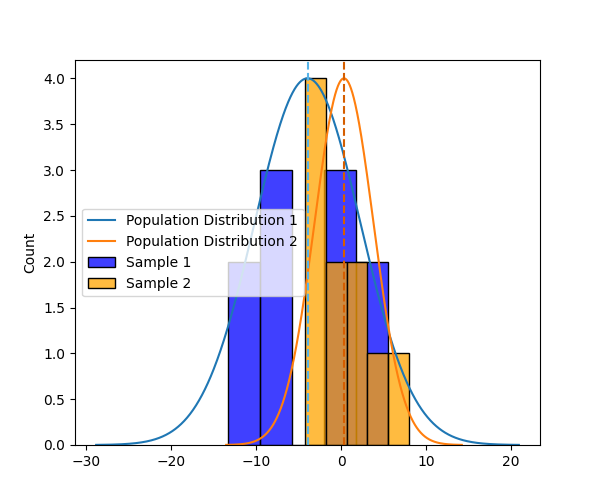 4.0
3.5
3.0
2.5
2.0
1.5
1.0
0.5
0.0
Count
Population Distribution 1
Population Distribution 2
Sample 1
Sample 2
−30 −20 −10 0 10 20